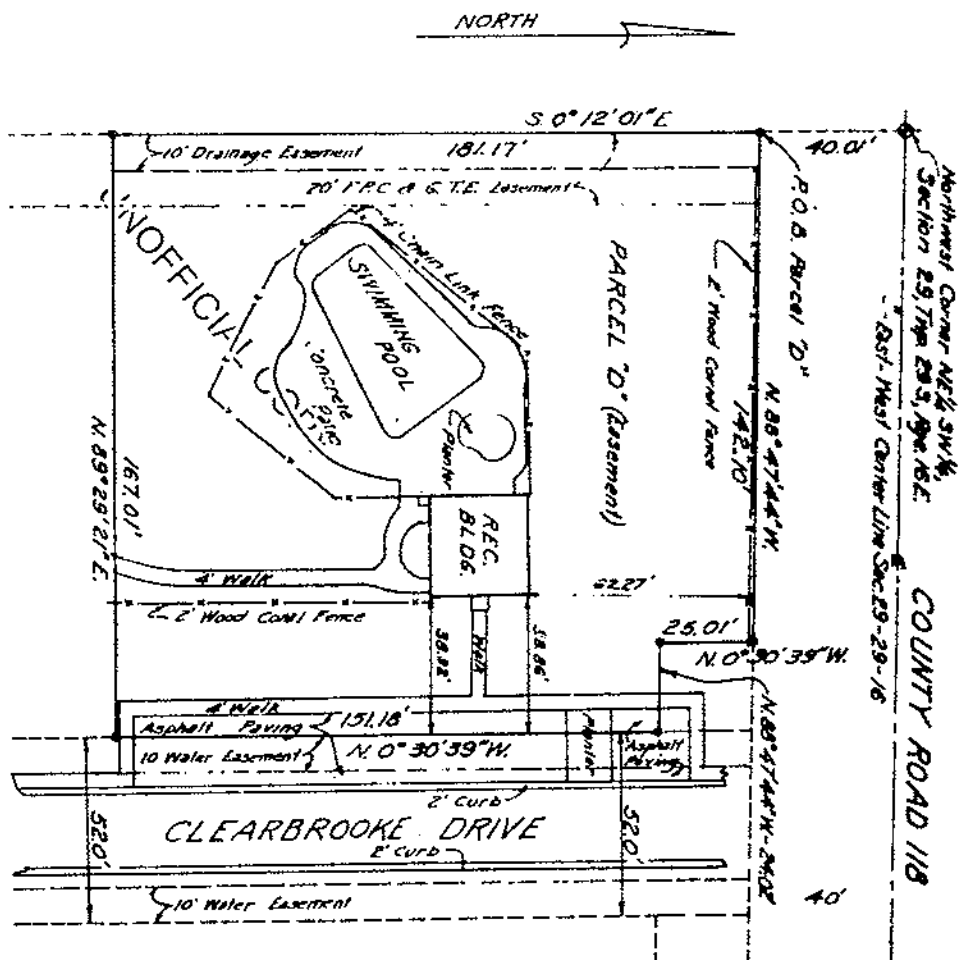 NORTH
S. 0° 12' 01" E
10' Drainage Easement
181.17'
40.01'
20' F.P.C & G.T.E. Easement
Northwest Corner NE¼ SW¼,
Section 29, Twp 29 S, Rge. 16 E.
East-West Center Line Sec. 29-29-16
COUNTY ROAD 118
P.O.B. Parcel "D"
2' Wood Corral Fence
N. 88° 47' 44" W.
142.10'
PARCEL "D" (Easement)
UNOFFICIAL
4' Chain Link Fence
SWIMMING
POOL
Concrete
Patio
Planter
REC.
BLDG.
N. 89° 29' 21" E.
167.01'
4' Walk
2' Wood Corral Fence
62.27'
25.01'
N. 0° 30' 39" W.
38.82'
Walk
38.86'
N. 88° 47' 44" W. - 24.02'
4' Walk
Asphalt Paving
151.18'
10' Water Easement
N. 0° 30' 39" W.
Planter
Asphalt
Paving
2' Curb
CLEARBROOKE DRIVE
2' Curb
52.0'
52.0'
10' Water Easement
40'